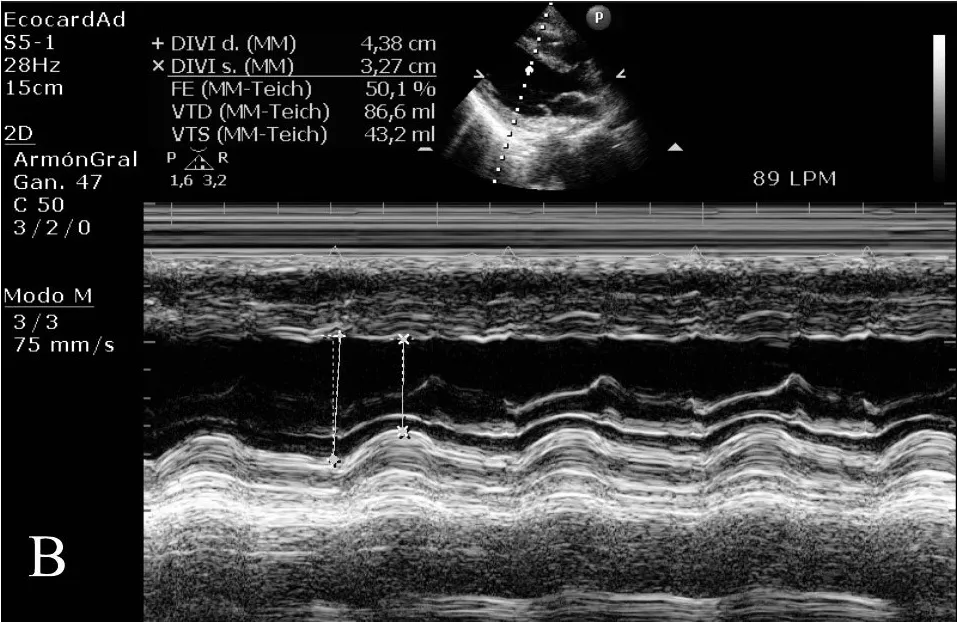 EcocardAd
S5-1
28Hz
15cm
2D
ArmónGral
Gan. 47
C 50
3/2/0
Modo M
3/3
75 mm/s
+ DIVI d. (MM) 4,38 cm
× DIVI s. (MM) 3,27 cm
FE (MM-Teich) 50,1 %
VTD (MM-Teich) 86,6 ml
VTS (MM-Teich) 43,2 ml
P R
1,6 3,2
P
89 LPM
B